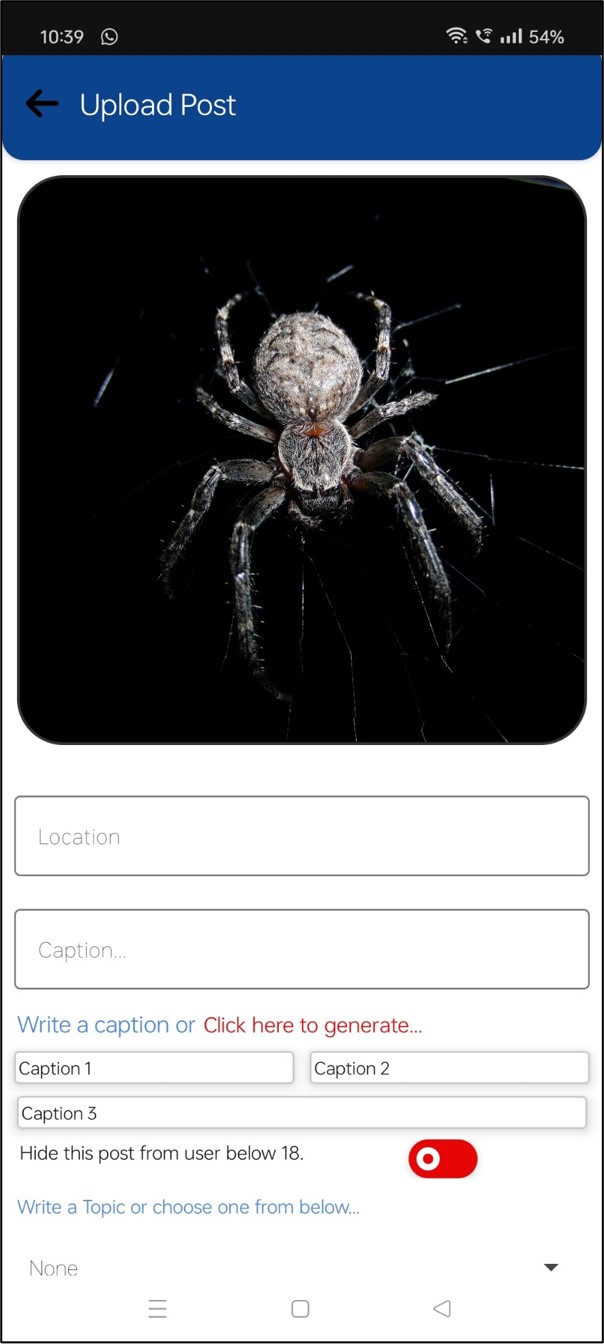 10:39 54%
Upload Post
Location
Caption...
Write a caption or Click here to generate...
Caption 1 Caption 2
Caption 3
Hide this post from user below 18.
Write a Topic or choose one from below...
None